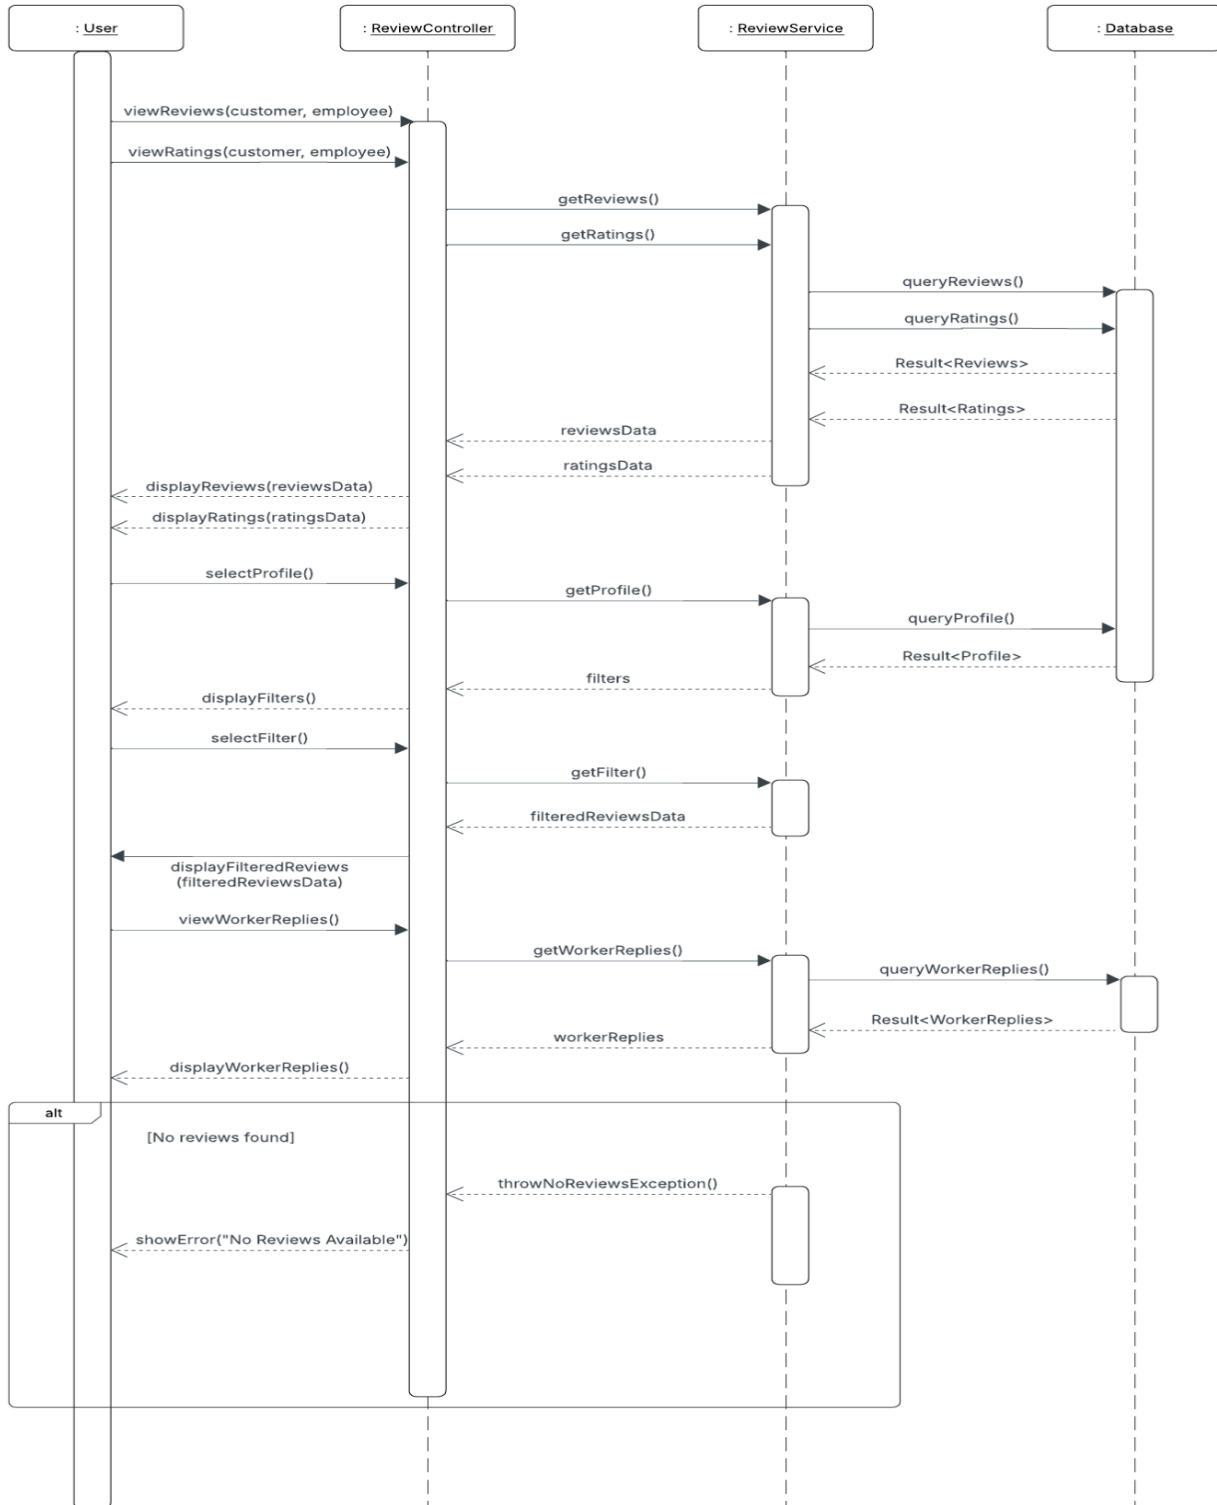 : User
: ReviewController
: ReviewService
: Database
viewReviews(customer, employee)
viewRatings(customer, employee)
getReviews()
getRatings()
queryReviews()
queryRatings()
Result<Reviews>
Result<Ratings>
reviewsData
ratingsData
displayReviews(reviewsData)
displayRatings(ratingsData)
selectProfile()
getProfile()
queryProfile()
Result<Profile>
filters
displayFilters()
selectFilter()
getFilter()
filteredReviewsData
displayFilteredReviews
(filteredReviewsData)
viewWorkerReplies()
getWorkerReplies()
queryWorkerReplies()
Result<WorkerReplies>
workerReplies
displayWorkerReplies()
alt
[No reviews found]
throwNoReviewsException()
showError("No Reviews Available")